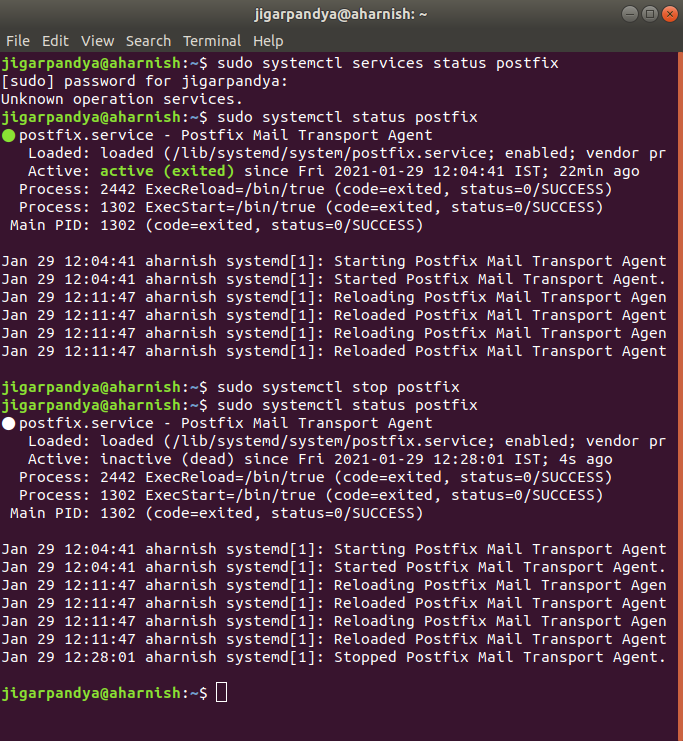 jigarpandya@aharnish: ~
File Edit View Search Terminal Help
jigarpandya@aharnish:~$ sudo systemctl services status postfix
[sudo] password for jigarpandya:
Unknown operation services.
jigarpandya@aharnish:~$ sudo systemctl status postfix
● postfix.service - Postfix Mail Transport Agent
   Loaded: loaded (/lib/systemd/system/postfix.service; enabled; vendor pr
   Active: active (exited) since Fri 2021-01-29 12:04:41 IST; 22min ago
  Process: 2442 ExecReload=/bin/true (code=exited, status=0/SUCCESS)
  Process: 1302 ExecStart=/bin/true (code=exited, status=0/SUCCESS)
 Main PID: 1302 (code=exited, status=0/SUCCESS)

Jan 29 12:04:41 aharnish systemd[1]: Starting Postfix Mail Transport Agent
Jan 29 12:04:41 aharnish systemd[1]: Started Postfix Mail Transport Agent.
Jan 29 12:11:47 aharnish systemd[1]: Reloading Postfix Mail Transport Agen
Jan 29 12:11:47 aharnish systemd[1]: Reloaded Postfix Mail Transport Agent
Jan 29 12:11:47 aharnish systemd[1]: Reloading Postfix Mail Transport Agen
Jan 29 12:11:47 aharnish systemd[1]: Reloaded Postfix Mail Transport Agent

jigarpandya@aharnish:~$ sudo systemctl stop postfix
jigarpandya@aharnish:~$ sudo systemctl status postfix
● postfix.service - Postfix Mail Transport Agent
   Loaded: loaded (/lib/systemd/system/postfix.service; enabled; vendor pr
   Active: inactive (dead) since Fri 2021-01-29 12:28:01 IST; 4s ago
  Process: 2442 ExecReload=/bin/true (code=exited, status=0/SUCCESS)
  Process: 1302 ExecStart=/bin/true (code=exited, status=0/SUCCESS)
 Main PID: 1302 (code=exited, status=0/SUCCESS)

Jan 29 12:04:41 aharnish systemd[1]: Starting Postfix Mail Transport Agent
Jan 29 12:04:41 aharnish systemd[1]: Started Postfix Mail Transport Agent.
Jan 29 12:11:47 aharnish systemd[1]: Reloading Postfix Mail Transport Agen
Jan 29 12:11:47 aharnish systemd[1]: Reloaded Postfix Mail Transport Agent
Jan 29 12:11:47 aharnish systemd[1]: Reloading Postfix Mail Transport Agen
Jan 29 12:11:47 aharnish systemd[1]: Reloaded Postfix Mail Transport Agent
Jan 29 12:28:01 aharnish systemd[1]: Stopped Postfix Mail Transport Agent.

jigarpandya@aharnish:~$